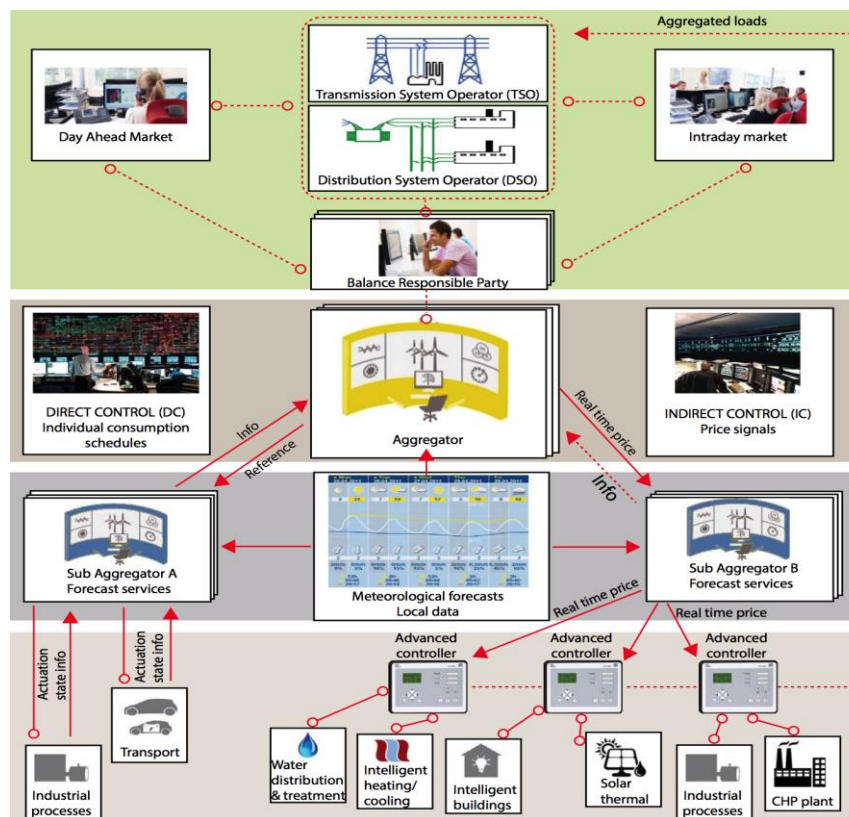 Aggregated loads
Transmission System Operator (TSO)
Day Ahead Market
Intraday market
Distribution System Operator (DSO)
Balance Responsible Party
DIRECT CONTROL (DC)
Individual consumption
schedules
Info
Reference
Aggregator
Real time price
Info
INDIRECT CONTROL (IC)
Price signals
Sub Aggregator A
Forecast services
Meteorological forecasts
Local data
Sub Aggregator B
Forecast services
Real time price
Real time price
Actuation
state info
Actuation
state info
Advanced
controller
Advanced
controller
Advanced
controller
Transport
Industrial
processes
Water
distribution
& treatment
Intelligent
heating/
cooling
Intelligent
buildings
Solar
thermal
Industrial
processes
CHP plant